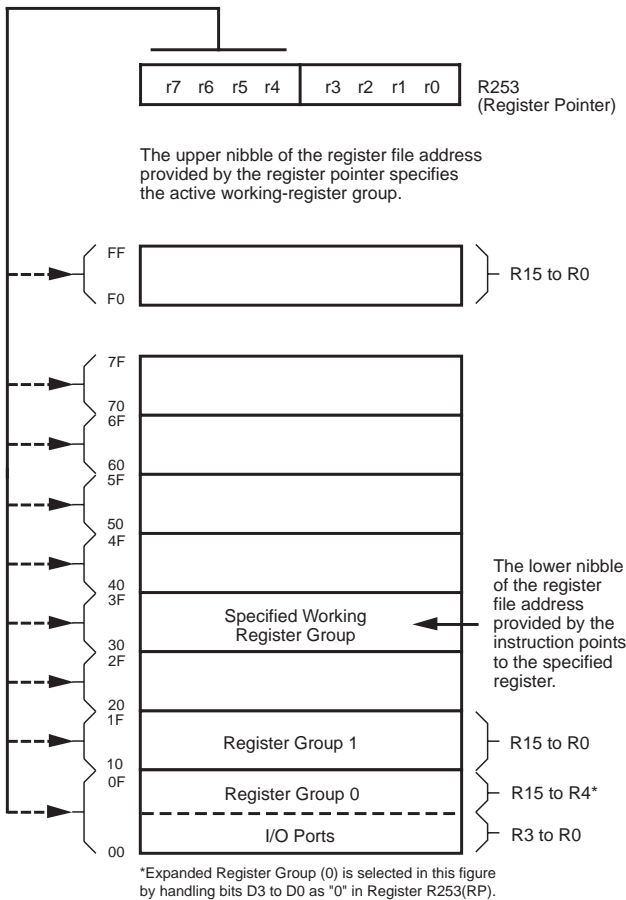 r7 r6 r5 r4 r3 r2 r1 r0
R253
(Register Pointer)
The upper nibble of the register file address
provided by the register pointer specifies
the active working-register group.
FF
F0
R15 to R0
7F
70
6F
60
5F
50
4F
40
3F
Specified Working
Register Group
30
The lower nibble
of the register
file address
provided by the
instruction points
to the specified
register.
2F
20
1F
Register Group 1
R15 to R0
10
0F
Register Group 0
R15 to R4*
I/O Ports
R3 to R0
00
*Expanded Register Group (0) is selected in this figure
by handling bits D3 to D0 as "0" in Register R253(RP).